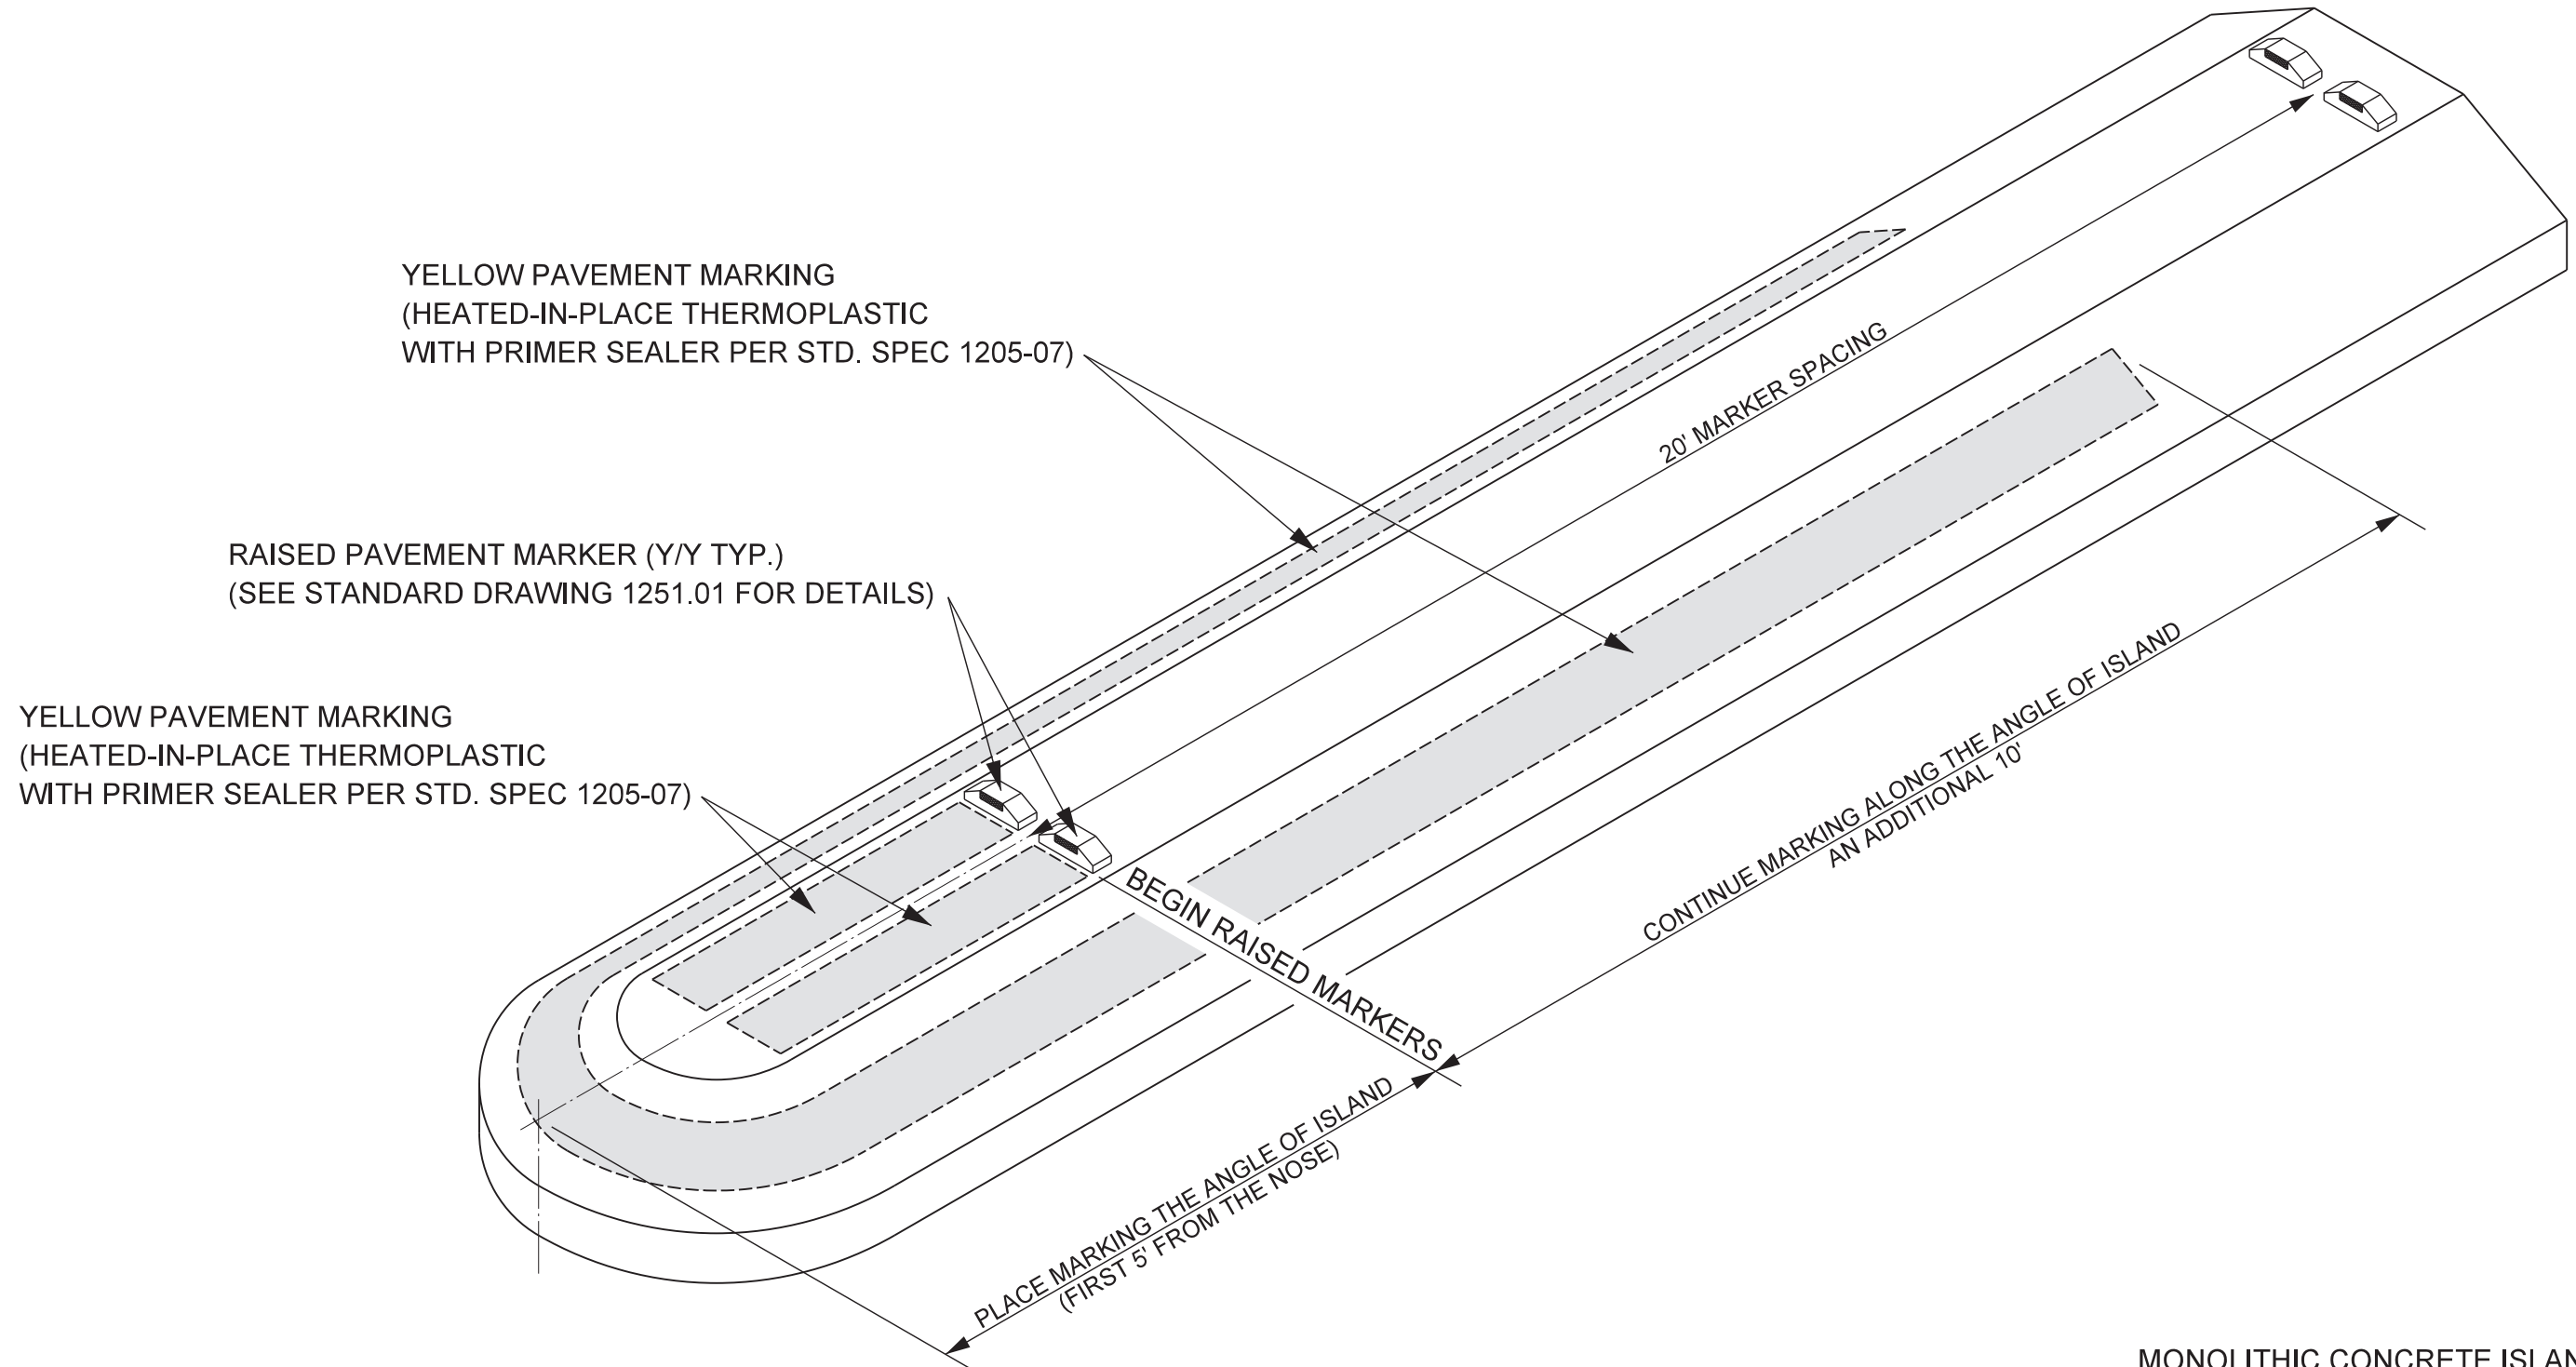 YELLOW PAVEMENT MARKING
(HEATED-IN-PLACE THERMOPLASTIC
WITH PRIMER SEALER PER STD. SPEC 1205-07)
20' MARKER SPACING
RAISED PAVEMENT MARKER (Y/Y TYP.)
(SEE STANDARD DRAWING 1251.01 FOR DETAILS)
YELLOW PAVEMENT MARKING
(HEATED-IN-PLACE THERMOPLASTIC
WITH PRIMER SEALER PER STD. SPEC 1205-07)
CONTINUE MARKING ALONG THE ANGLE OF ISLAND
AN ADDITIONAL 10'
BEGIN RAISED MARKERS
PLACE MARKING THE ANGLE OF ISLAND
(FIRST 5' FROM THE NOSE)
MONOLITHIC CONCRETE